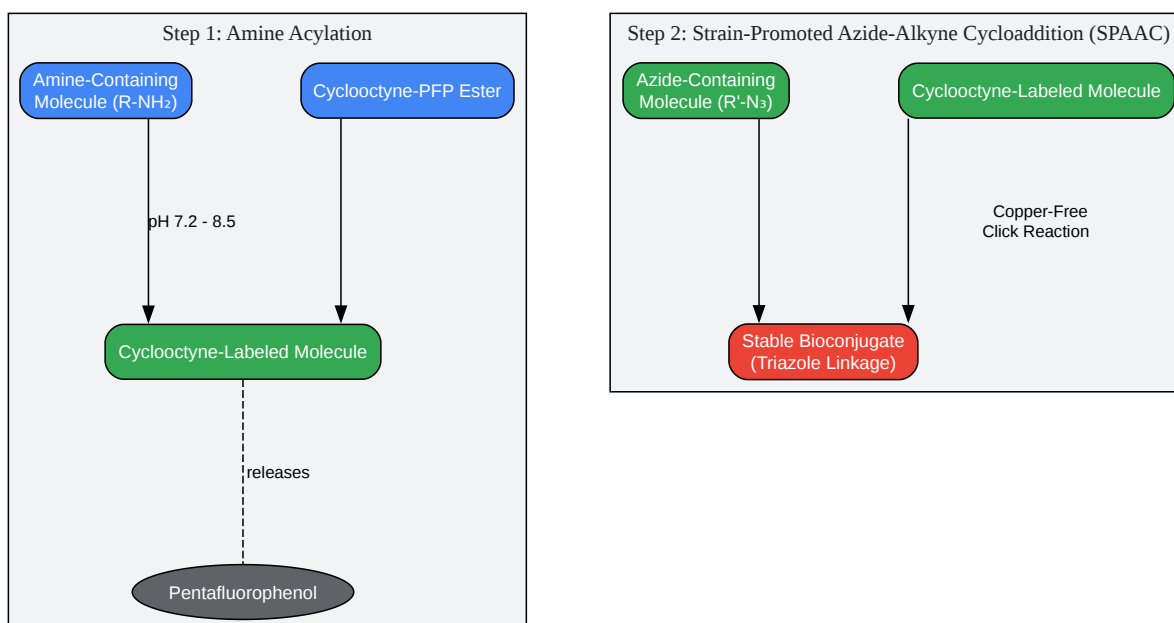 Step 1: Amine Acylation
Amine-Containing
Molecule (R-NH₂)
Cyclooctyne-PFP Ester
pH 7.2 - 8.5
Cyclooctyne-Labeled Molecule
releases
Pentafluorophenol
Step 2: Strain-Promoted Azide-Alkyne Cycloaddition (SPAAC)
Azide-Containing
Molecule (R'-N₃)
Cyclooctyne-Labeled Molecule
Copper-Free
Click Reaction
Stable Bioconjugate
(Triazole Linkage)